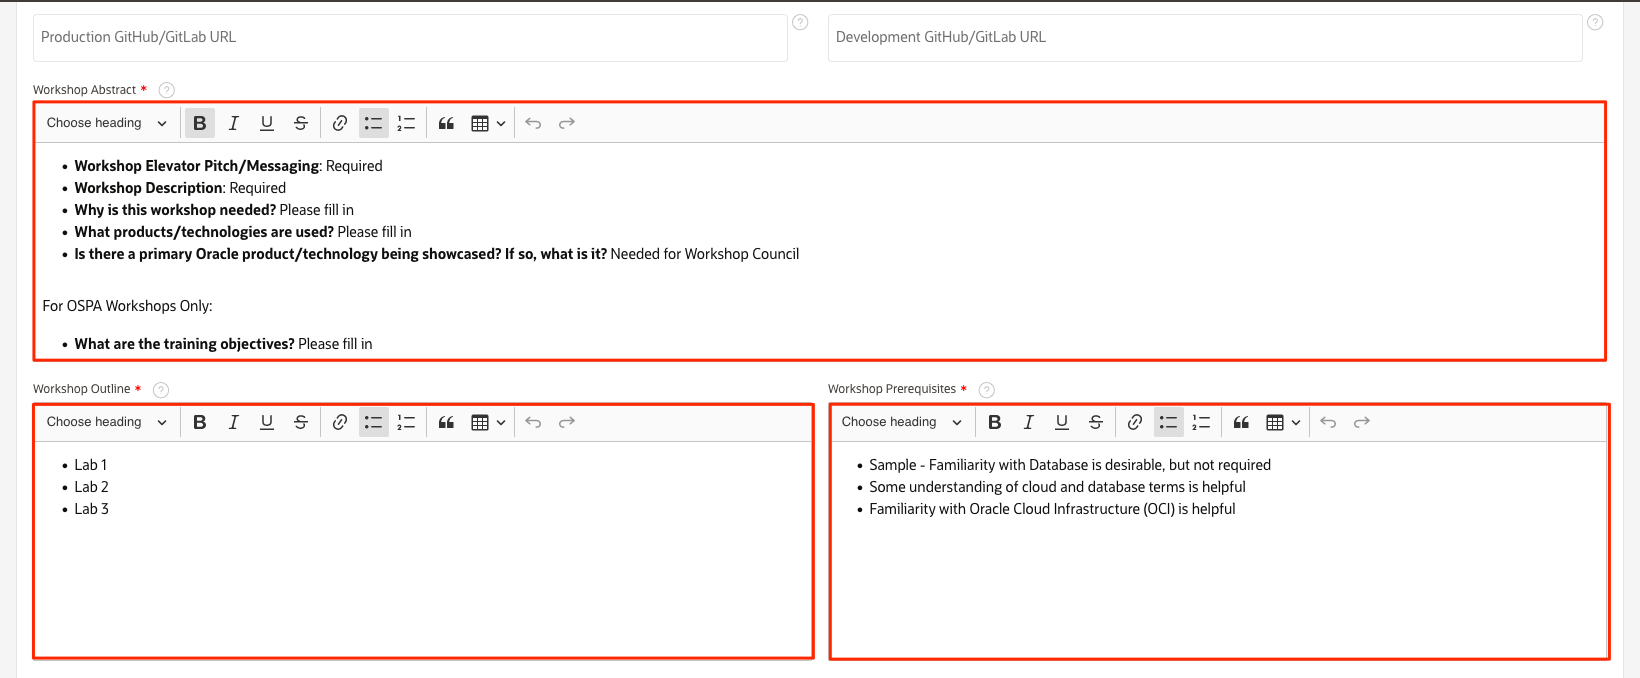 Production GitHub/GitLab URL
?
Development GitHub/GitLab URL
?
Workshop Abstract * ?
Choose heading B I U S
• Workshop Elevator Pitch/Messaging: Required
• Workshop Description: Required
• Why is this workshop needed? Please fill in
• What products/technologies are used? Please fill in
• Is there a primary Oracle product/technology being showcased? If so, what is it? Needed for Workshop Council
For OSPA Workshops Only:
• What are the training objectives? Please fill in
Workshop Outline * ?
Choose heading B I U S
• Lab 1
• Lab 2
• Lab 3
Workshop Prerequisites * ?
Choose heading B I U S
• Sample - Familiarity with Database is desirable, but not required
• Some understanding of cloud and database terms is helpful
• Familiarity with Oracle Cloud Infrastructure (OCI) is helpful